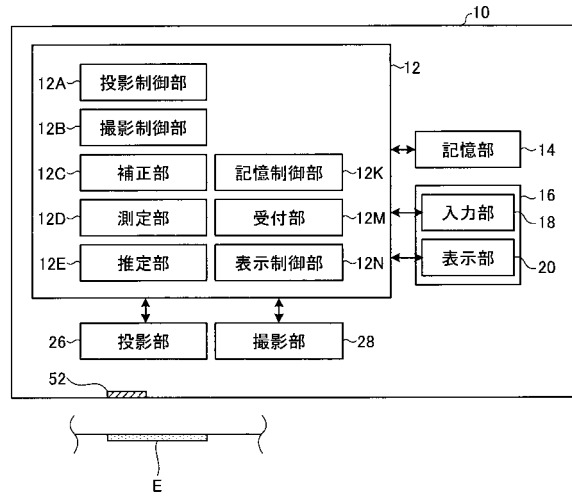 10
12
12A 投影制御部
12B 撮影制御部
12C 補正部 記憶制御部 12K
記憶部 14
16
12D 測定部 受付部 12M
入力部 18
12E 推定部 表示制御部 12N
表示部 20
26 投影部 撮影部 28
52
E